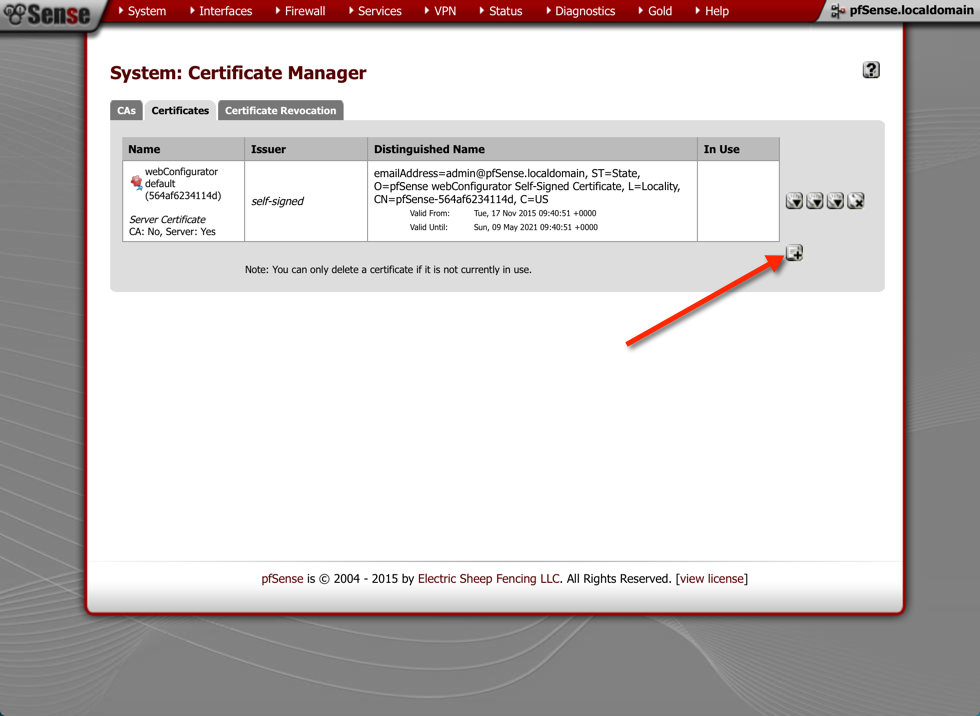 Sense
System Interfaces Firewall Services VPN Status Diagnostics Gold Help pfSense.localdomain
System: Certificate Manager ?
CAs Certificates Certificate Revocation
Name Issuer Distinguished Name In Use
webConfigurator
default
(564af6234114d)
Server Certificate
CA: No, Server: Yes
self-signed
emailAddress=admin@pfSense.localdomain, ST=State,
O=pfSense webConfigurator Self-Signed Certificate, L=Locality,
CN=pfSense-564af6234114d, C=US
Valid From: Tue, 17 Nov 2015 09:40:51 +0000
Valid Until: Sun, 09 May 2021 09:40:51 +0000
Note: You can only delete a certificate if it is not currently in use.
pfSense is © 2004 - 2015 by Electric Sheep Fencing LLC. All Rights Reserved. [view license]